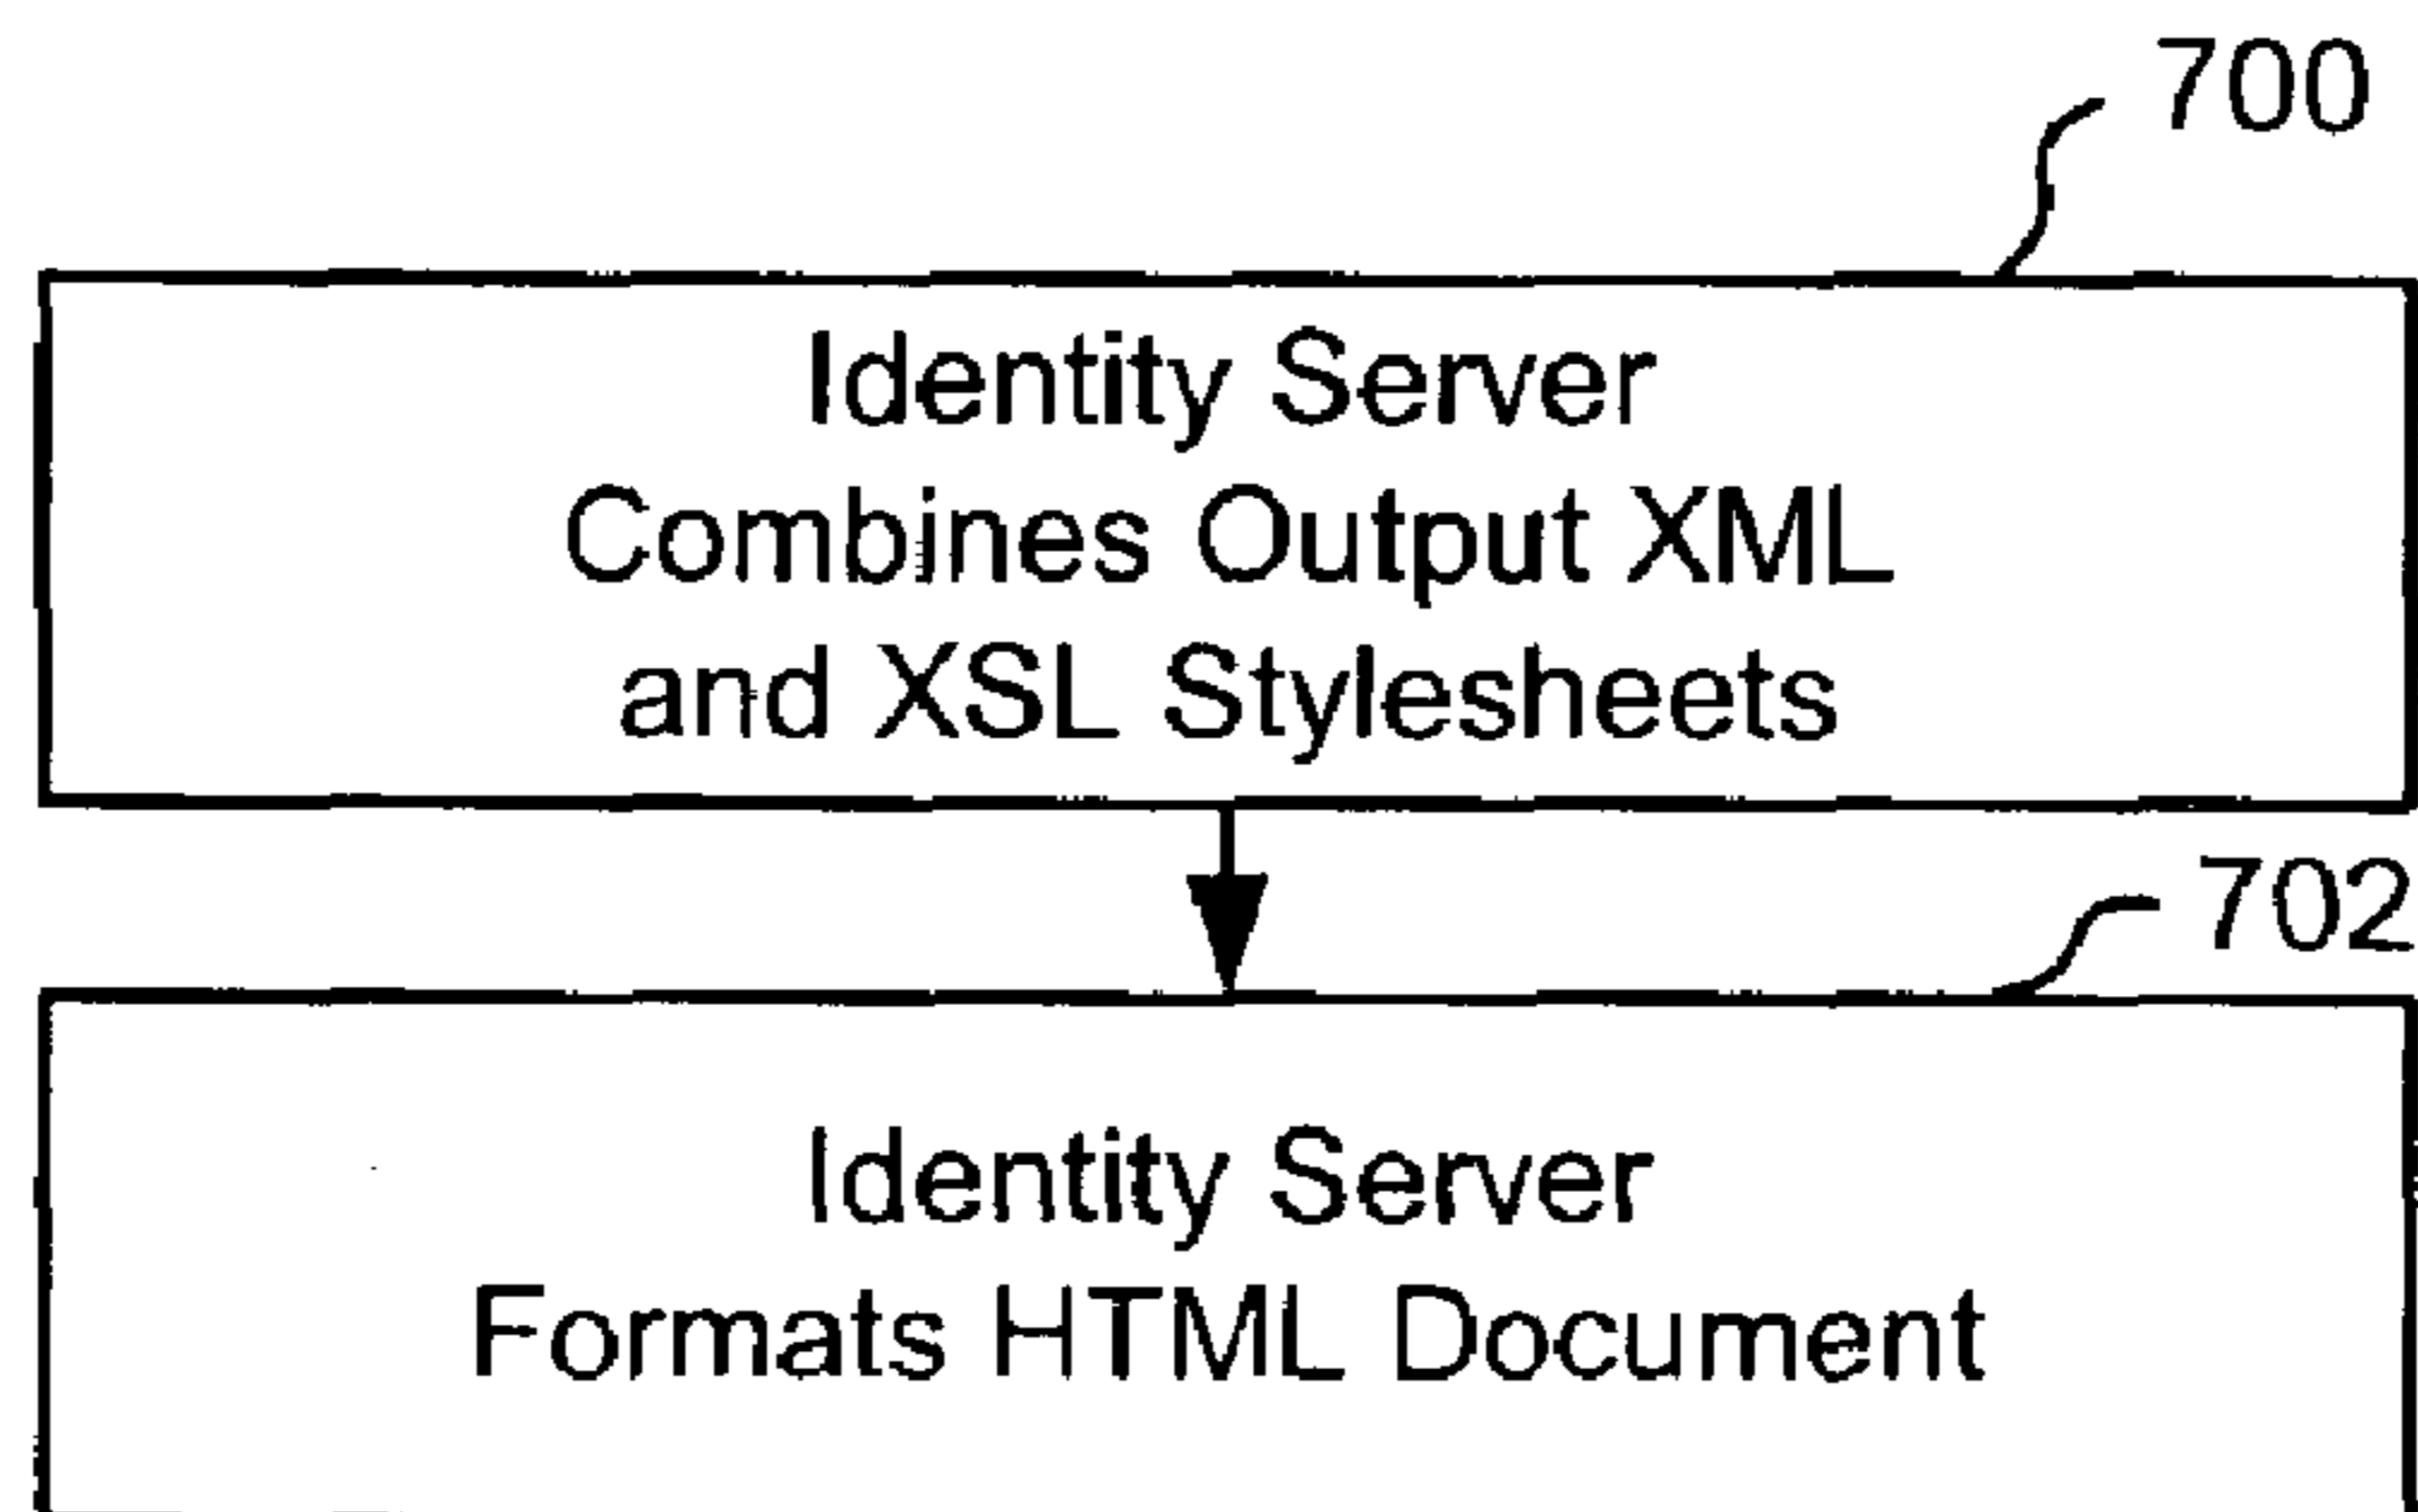 700
Identity Server
Combines Output XML
and XSL Stylesheets
702
Identity Server
Formats HTML Document